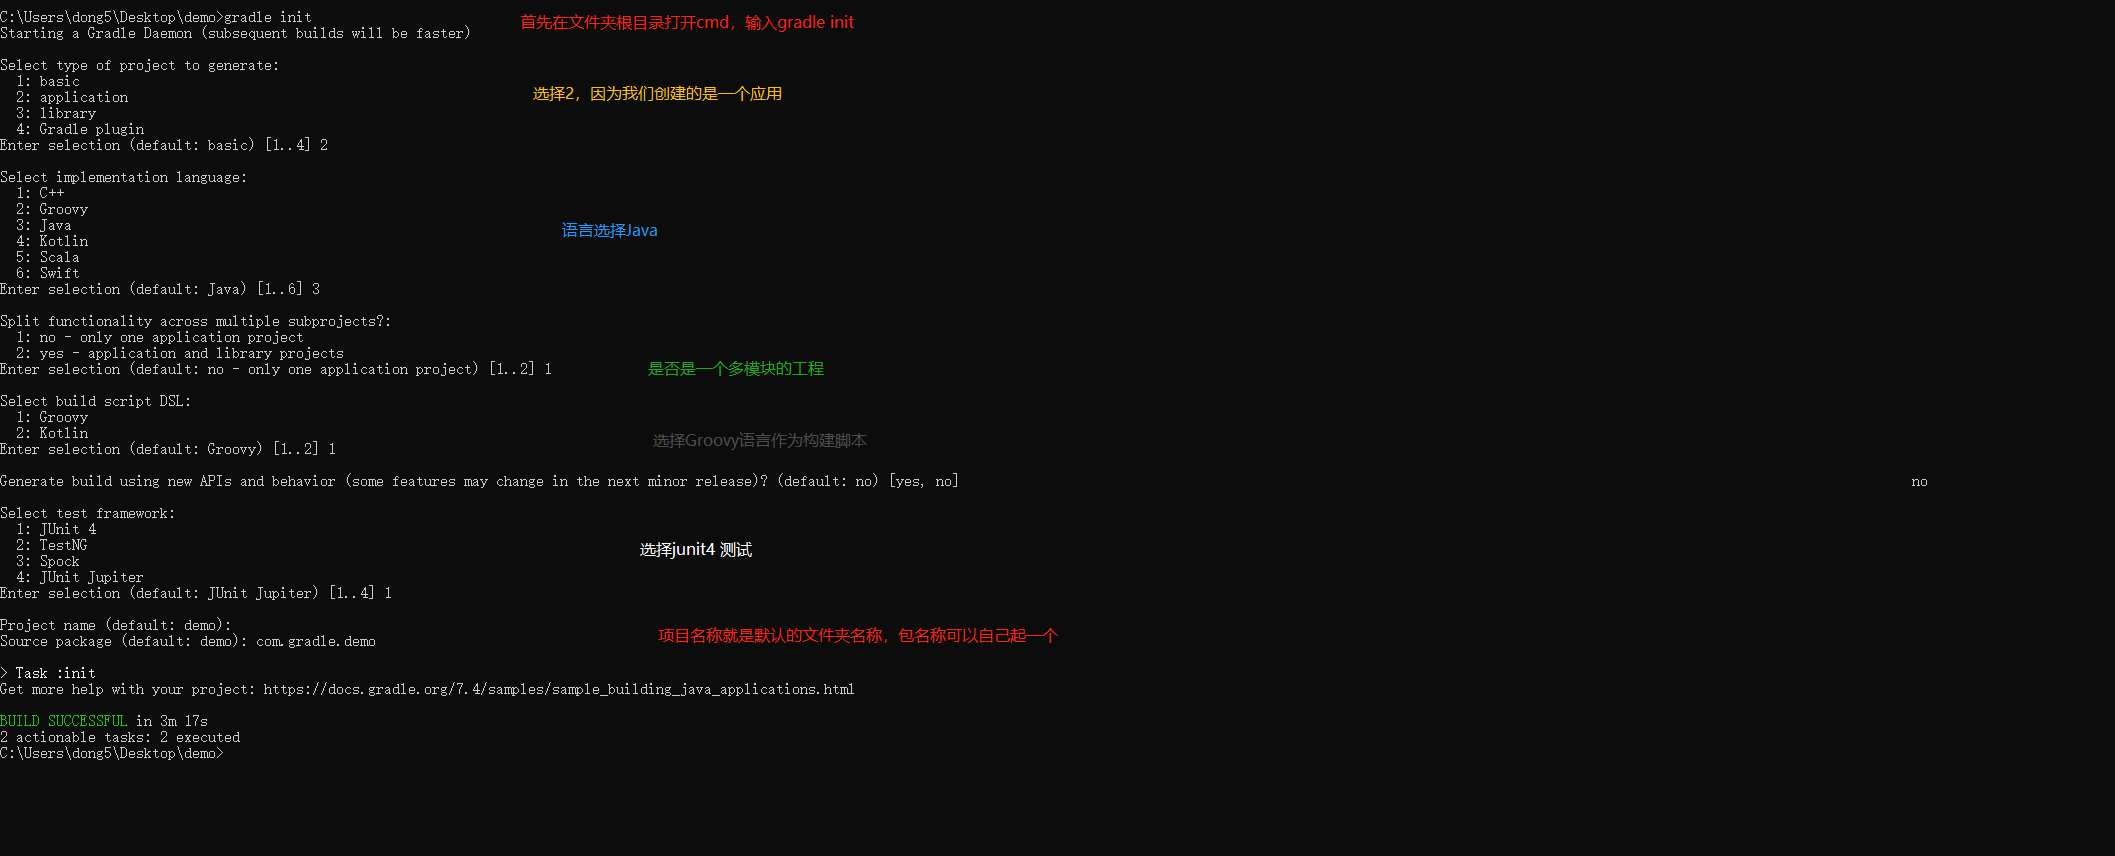 C:\Users\dong5\Desktop\demo>gradle init
首先在文件夹根目录打开cmd，输入gradle init
Starting a Gradle Daemon (subsequent builds will be faster)
Select type of project to generate:
1: basic
2: application
选择2，因为我们创建的是一个应用
3: library
4: Gradle plugin
Enter selection (default: basic) [1..4] 2
Select implementation language:
1: C++
2: Groovy
3: Java
语言选择Java
4: Kotlin
5: Scala
6: Swift
Enter selection (default: Java) [1..6] 3
Split functionality across multiple subprojects?:
1: no - only one application project
2: yes - application and library projects
Enter selection (default: no - only one application project) [1..2] 1
是否是一个多模块的工程
Select build script DSL:
1: Groovy
2: Kotlin
选择Groovy语言作为构建脚本
Enter selection (default: Groovy) [1..2] 1
Generate build using new APIs and behavior (some features may change in the next minor release)? (default: no) [yes, no] no
Select test framework:
1: JUnit 4
2: TestNG
选择junit4 测试
3: Spock
4: JUnit Jupiter
Enter selection (default: JUnit Jupiter) [1..4] 1
Project name (default: demo):
项目名称就是默认的文件夹名称，包名称可以自己起一个
Source package (default: demo): com.gradle.demo
> Task :init
Get more help with your project: https://docs.gradle.org/7.4/samples/sample_building_java_applications.html
BUILD SUCCESSFUL in 3m 17s
2 actionable tasks: 2 executed
C:\Users\dong5\Desktop\demo>